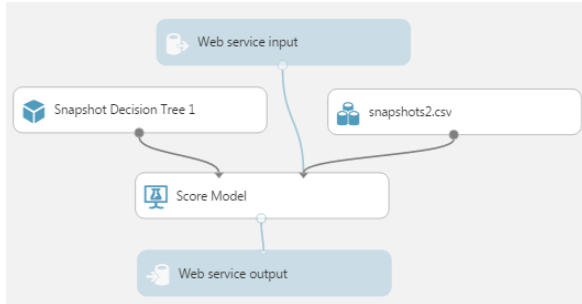 Web service input
Snapshot Decision Tree 1
snapshots2.csv
Score Model
Web service output